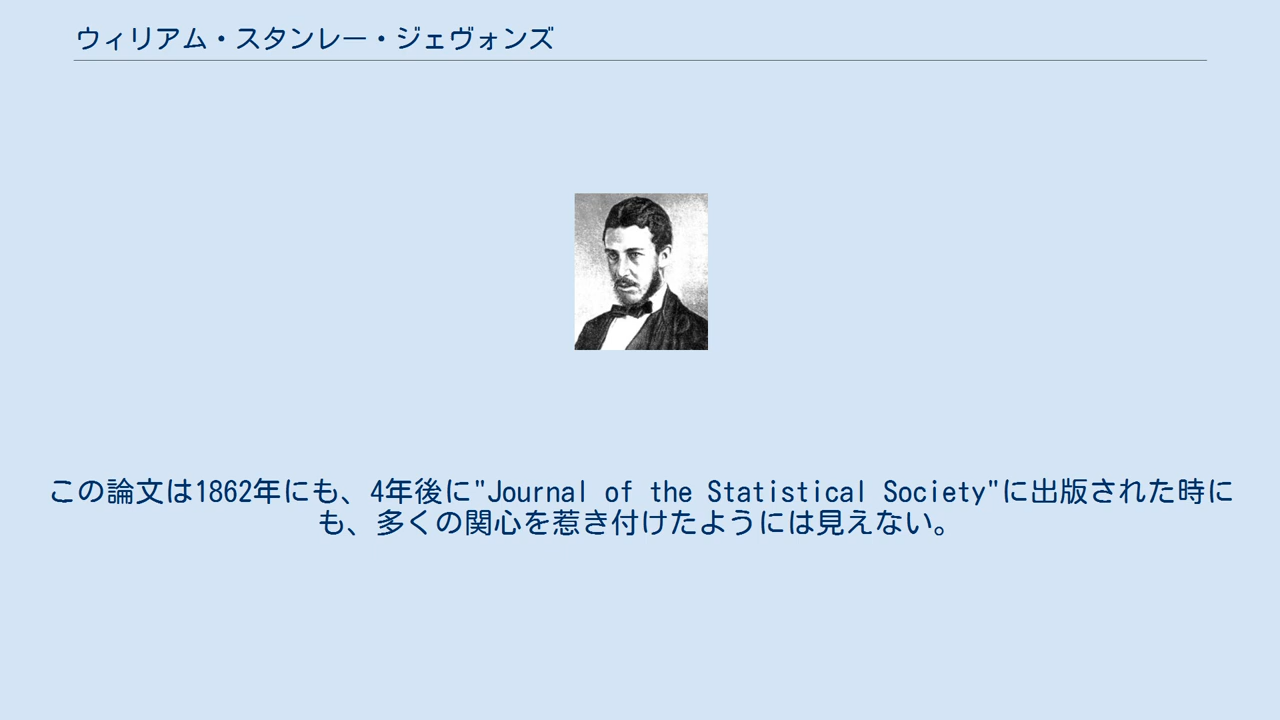 ウィリアム・スタンレー・ジェヴォンズ
この論文は1862年にも、4年後に"Journal of the Statistical Society"に出版された時に
も、多くの関心を惹き付けたようには見えない。